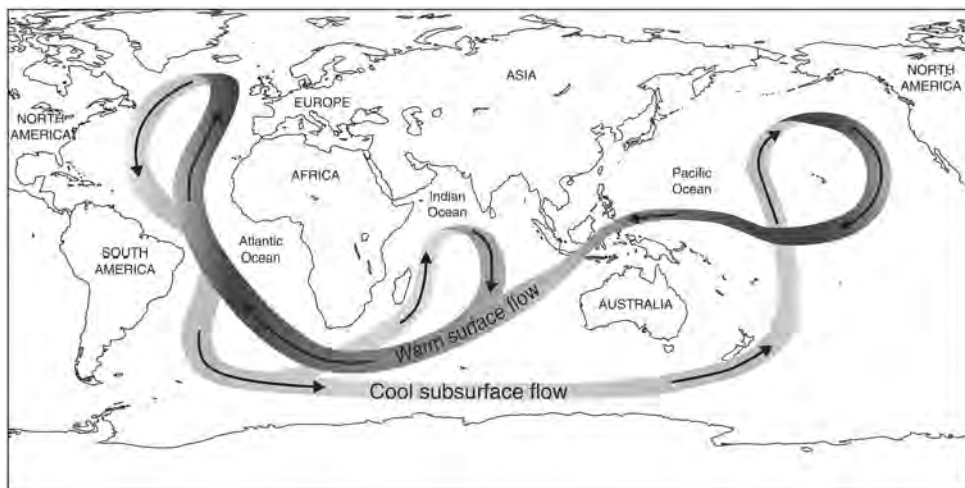 NORTH
AMERICA
EUROPE
ASIA
NORTH
AMERICA
AFRICA
Indian
Ocean
Pacific
Ocean
Atlantic
Ocean
SOUTH
AMERICA
AUSTRALIA
Warm surface flow
Cool subsurface flow